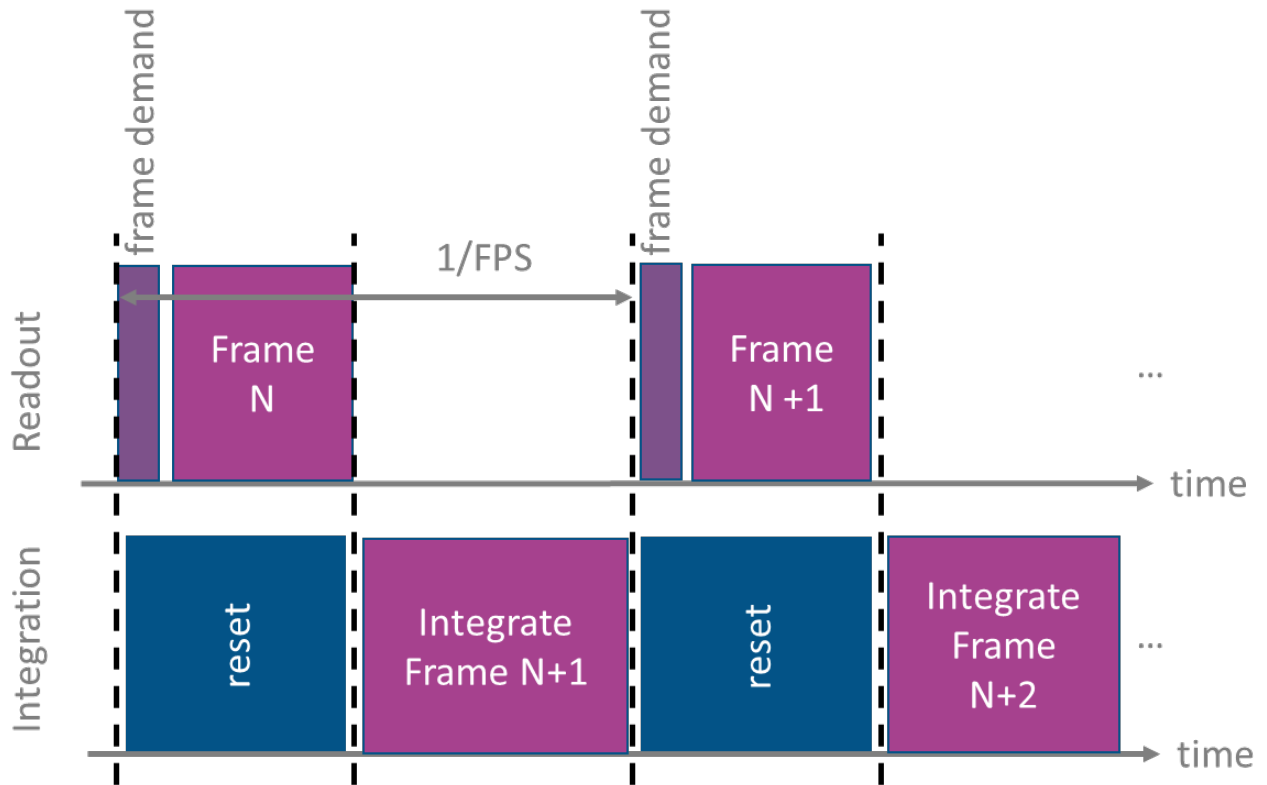 frame demand
frame demand
1/FPS
Readout
Frame
N
Frame
N +1
...
time
Integration
reset
Integrate
Frame N+1
reset
Integrate
Frame
N+2
...
time